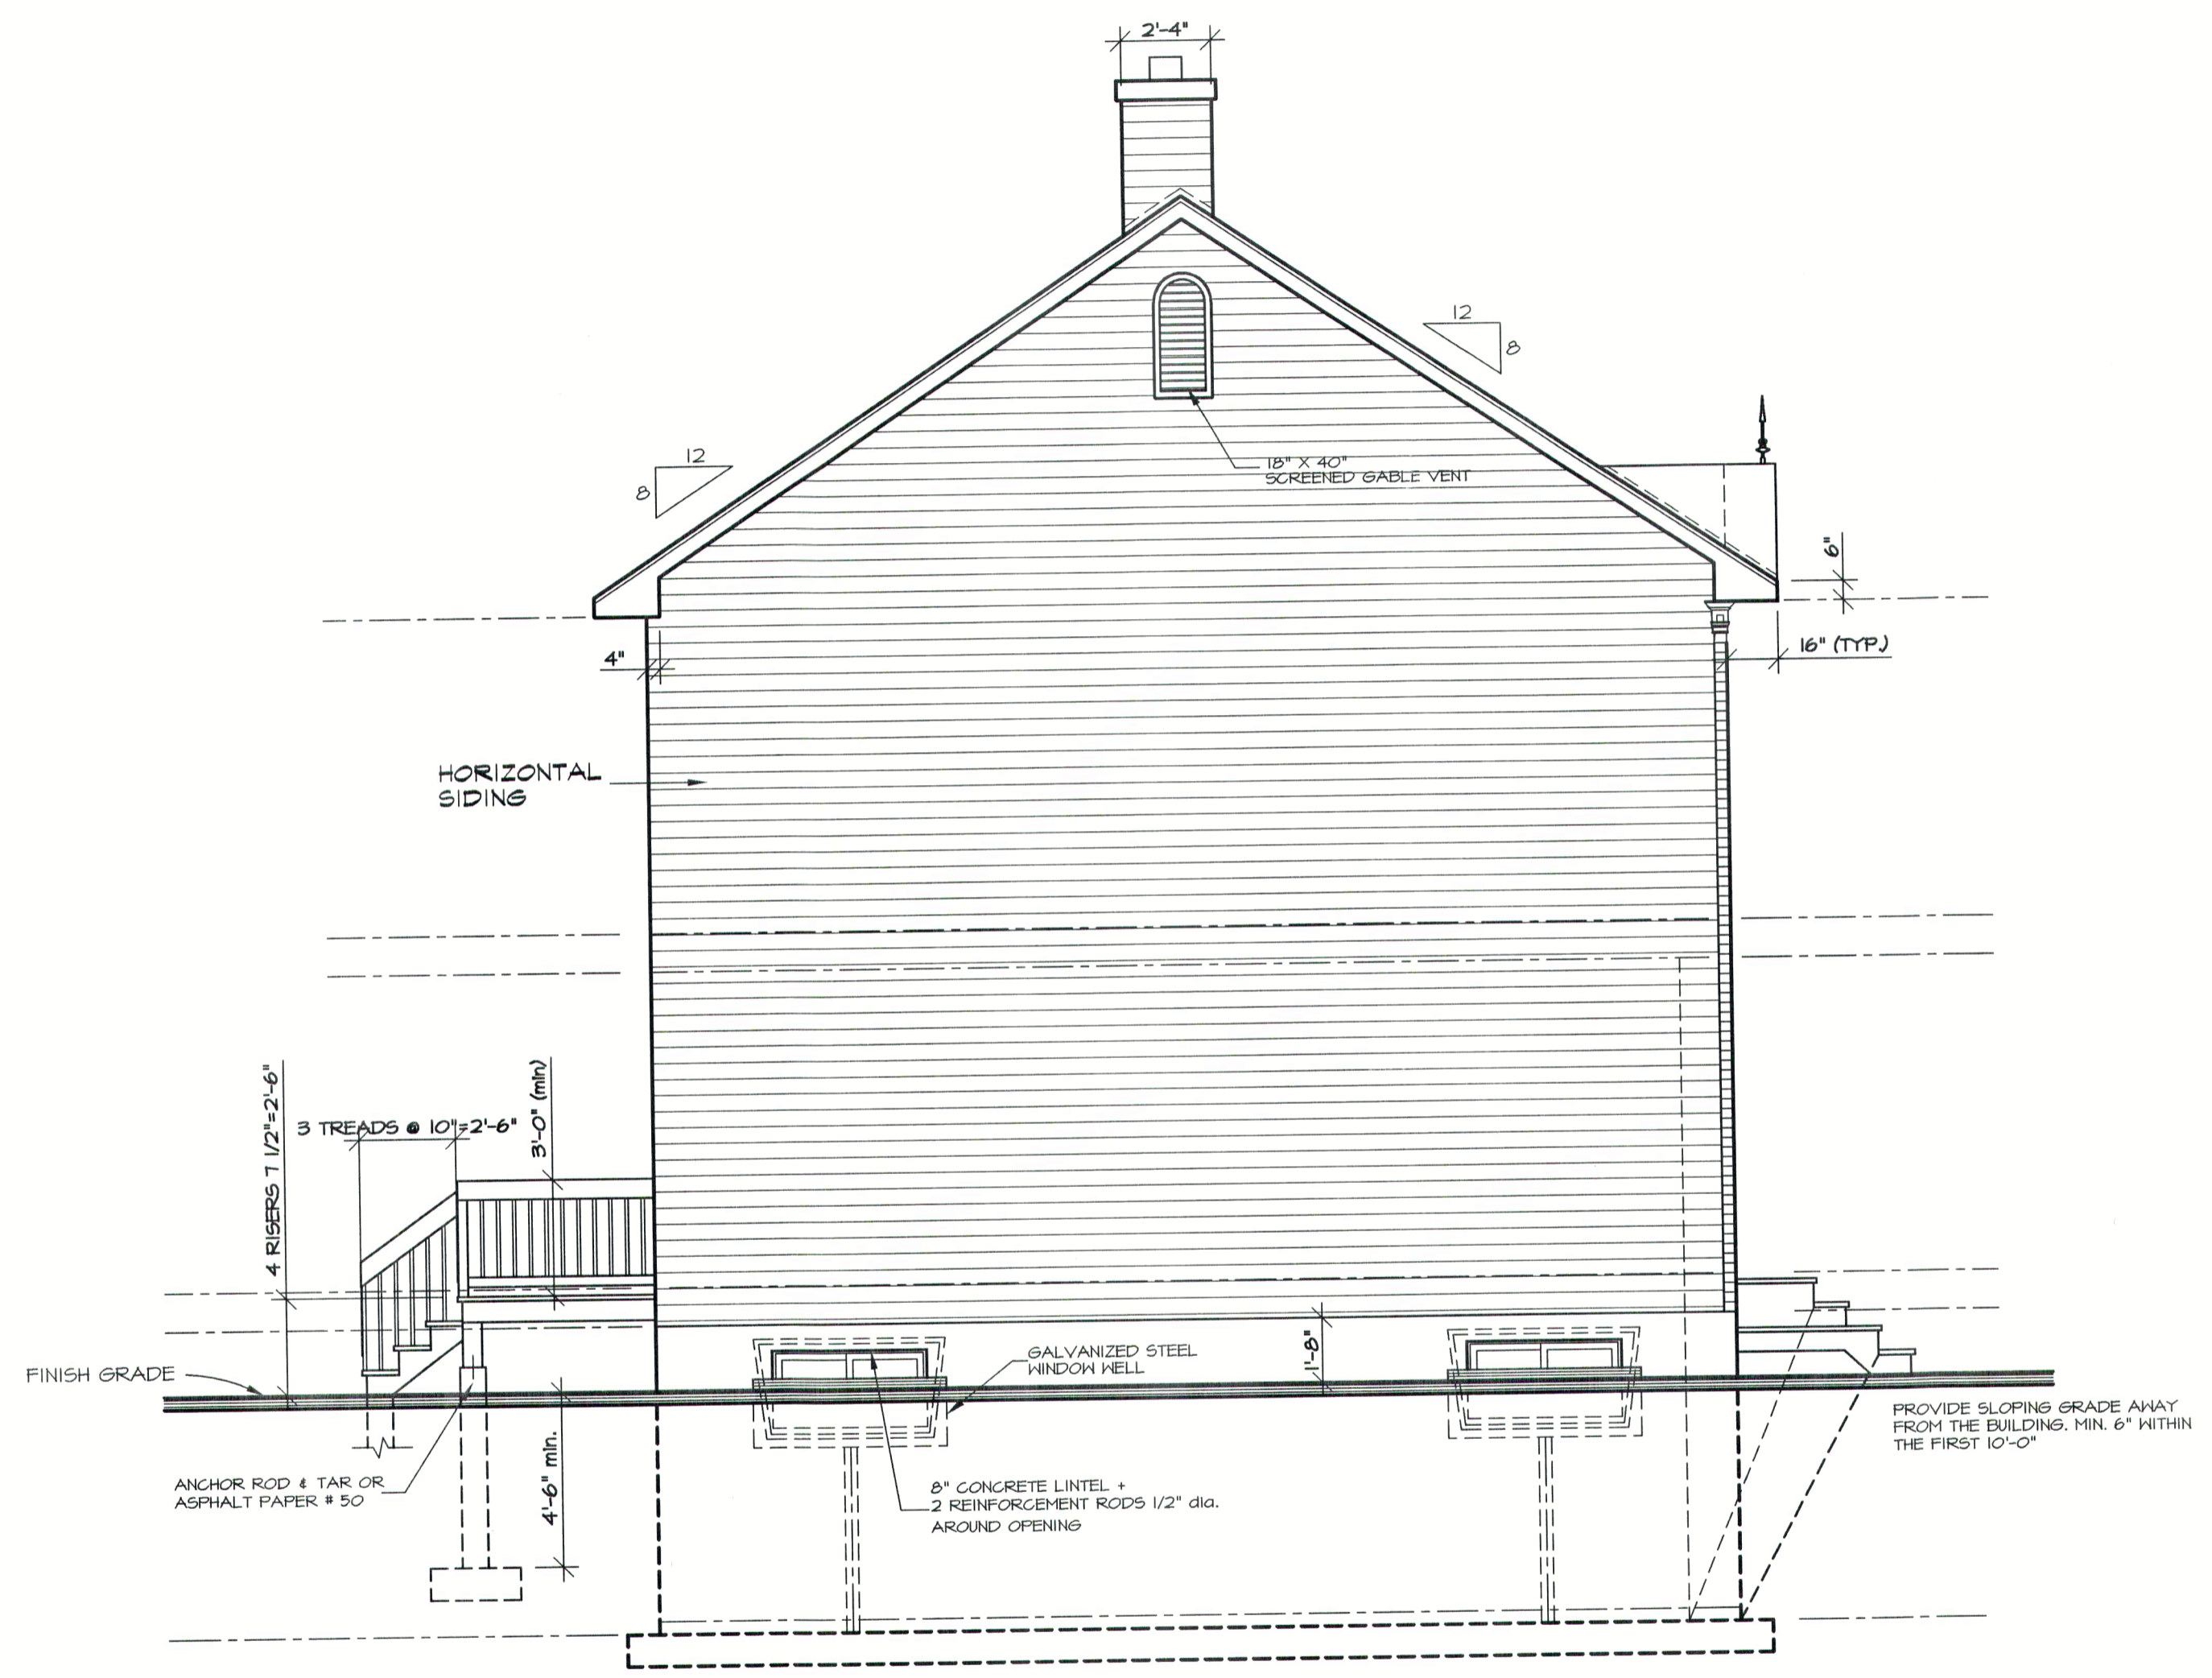 2'-4"
12
8
12
8
18" X 40"
SCREENED GABLE VENT
6"
16" (TYP.)
4"
HORIZONTAL
SIDING
4 RISERS 7 1/2"=2'-6"
3 TREADS @ 10"=2'-6"
3'-0" (min)
FINISH GRADE
1'-8"
GALVANIZED STEEL
WINDOW WELL
PROVIDE SLOPING GRADE AWAY
FROM THE BUILDING. MIN. 6" WITHIN
THE FIRST 10'-0"
ANCHOR ROD & TAR OR
ASPHALT PAPER # 50
4'-6" min.
8" CONCRETE LINTEL +
2 REINFORCEMENT RODS 1/2" dia.
AROUND OPENING